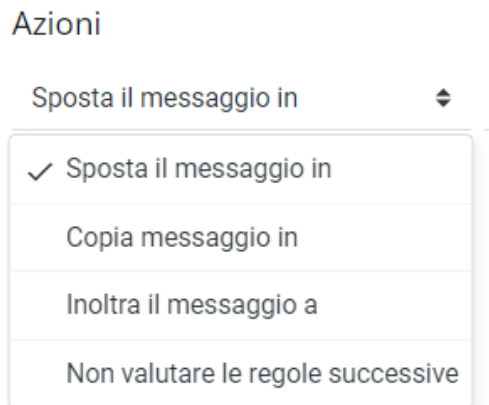 Azioni
Sposta il messaggio in
Sposta il messaggio in
Copia messaggio in
Inoltra il messaggio a
Non valutare le regole successive